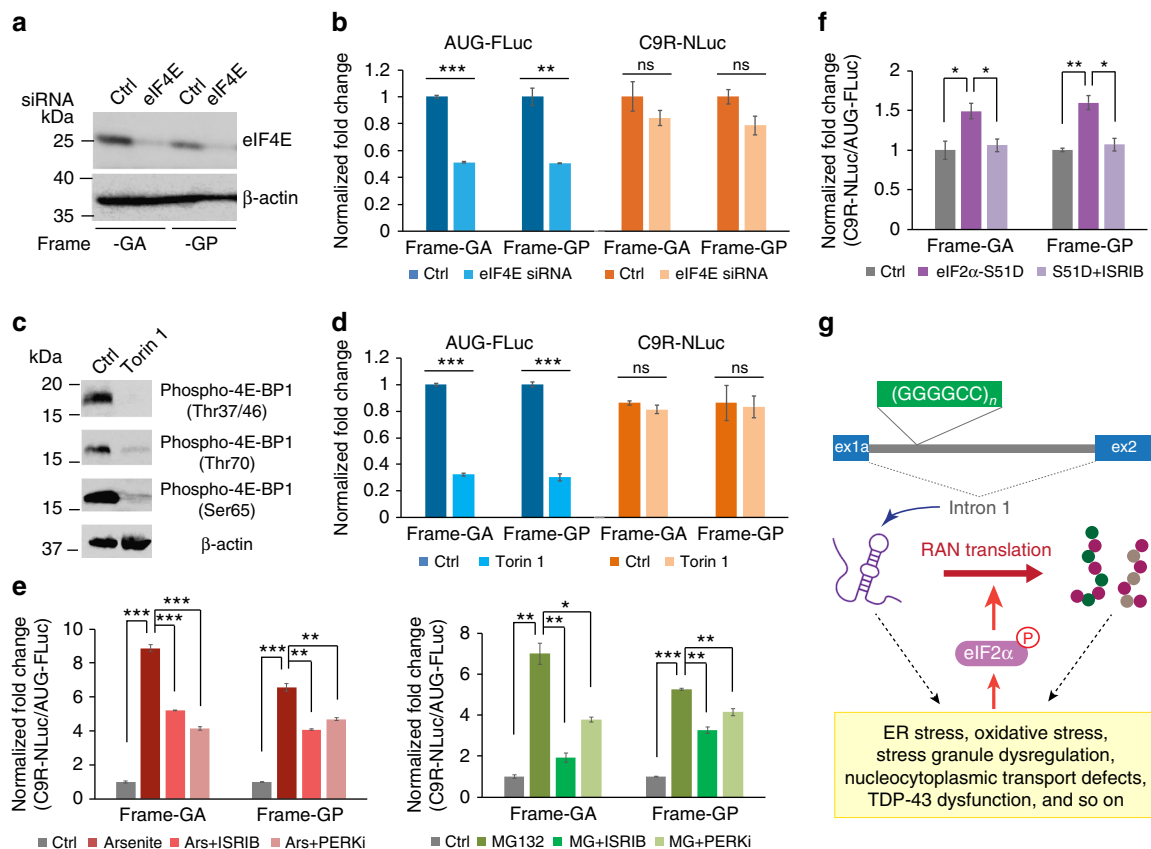 a
siRNA
Ctrl eIF4E Ctrl eIF4E
kDa
25
eIF4E
40
35
β-actin
Frame -GA -GP
b
AUG-FLuc C9R-NLuc
Normalized fold change
1.2
1
0.8
0.6
0.4
0.2
0
*** ** ns ns
Frame-GA Frame-GP Frame-GA Frame-GP
Ctrl eIF4E siRNA Ctrl eIF4E siRNA
f
Normalized fold change
(C9R-NLuc/AUG-FLuc)
2
1.5
1
0.5
0
* * ** *
Frame-GA Frame-GP
Ctrl eIF2α-S51D S51D+ISRIB
c
kDa
Ctrl Torin 1
20
15
Phospho-4E-BP1
(Thr37/46)
15
Phospho-4E-BP1
(Thr70)
15
Phospho-4E-BP1
(Ser65)
37
β-actin
d
AUG-FLuc C9R-NLuc
Normalized fold change
1.2
1
0.8
0.6
0.4
0.2
0
*** *** ns ns
Frame-GA Frame-GP Frame-GA Frame-GP
Ctrl Torin 1 Ctrl Torin 1
g
(GGGGCC)n
ex1a ex2
Intron 1
RAN translation
eIF2α P
ER stress, oxidative stress,
stress granule dysregulation,
nucleocytoplasmic transport defects,
TDP-43 dysfunction, and so on
e
Normalized fold change
(C9R-NLuc/AUG-FLuc)
10
8
6
4
2
0
*** *** *** *** ** **
Frame-GA Frame-GP
Ctrl Arsenite Ars+ISRIB Ars+PERKi
Normalized fold change
(C9R-NLuc/AUG-FLuc)
8
6
4
2
0
** ** * *** ** **
Frame-GA Frame-GP
Ctrl MG132 MG+ISRIB MG+PERKi